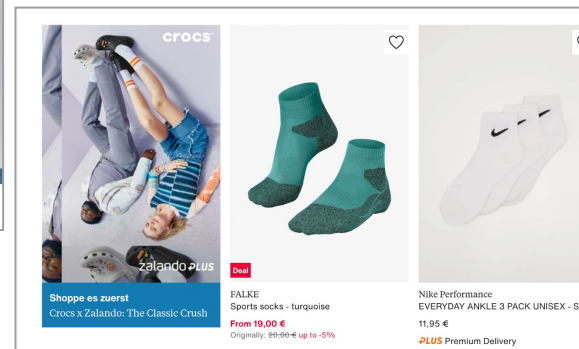 crocs
zalando PLUS
Shoppe es zuerst
Crocs x Zalando: The Classic Crush
Deal
FALKE
Sports socks - turquoise
From 19,00 €
Originally: 20,00 € up to -5%
Nike Performance
EVERYDAY ANKLE 3 PACK UNISEX - S
11,95 €
PLUS Premium Delivery